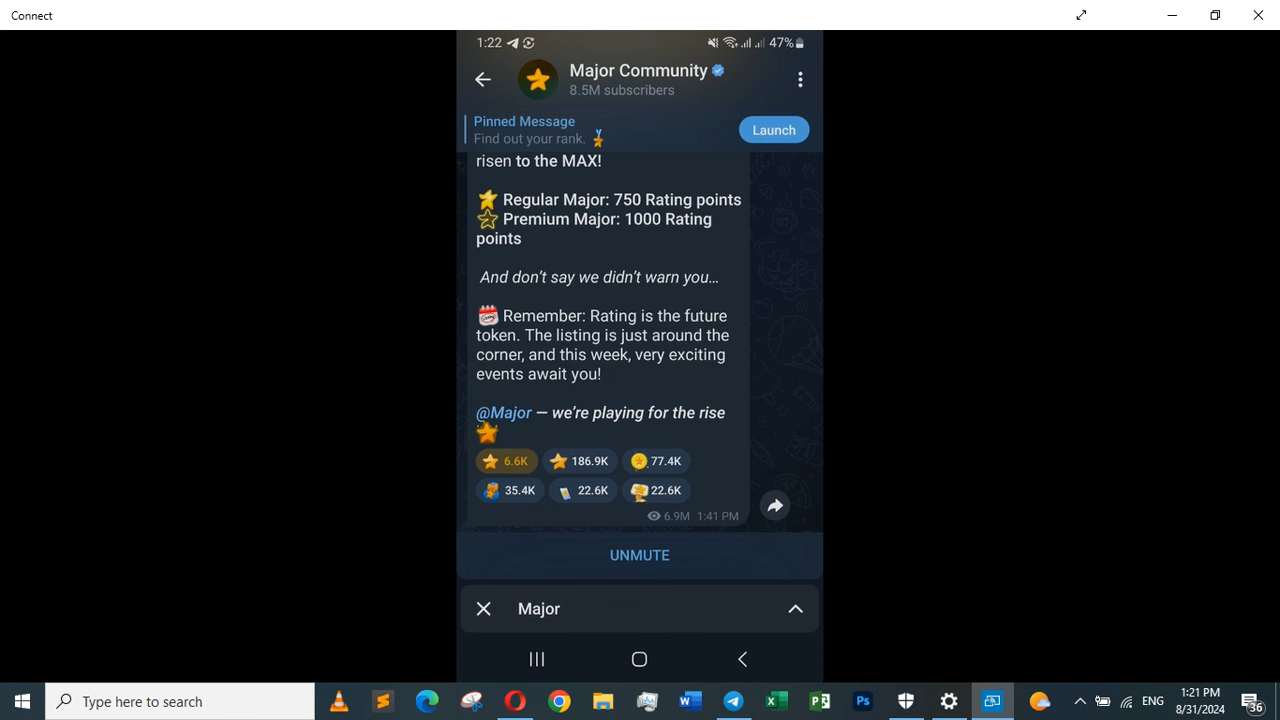 Connect
1:22
47%
Major Community
8.5M subscribers
Pinned Message
Find out your rank.
Launch
risen to the MAX!
Regular Major: 750 Rating points
Premium Major: 1000 Rating
points
And don't say we didn't warn you…
Remember: Rating is the future
token. The listing is just around the
corner, and this week, very exciting
events await you!
@Major — we're playing for the rise
6.6K 186.9K 77.4K
35.4K 22.6K 22.6K
6.9M 1:41 PM
UNMUTE
Major
Type here to search
ENG
1:21 PM
8/31/2024
36